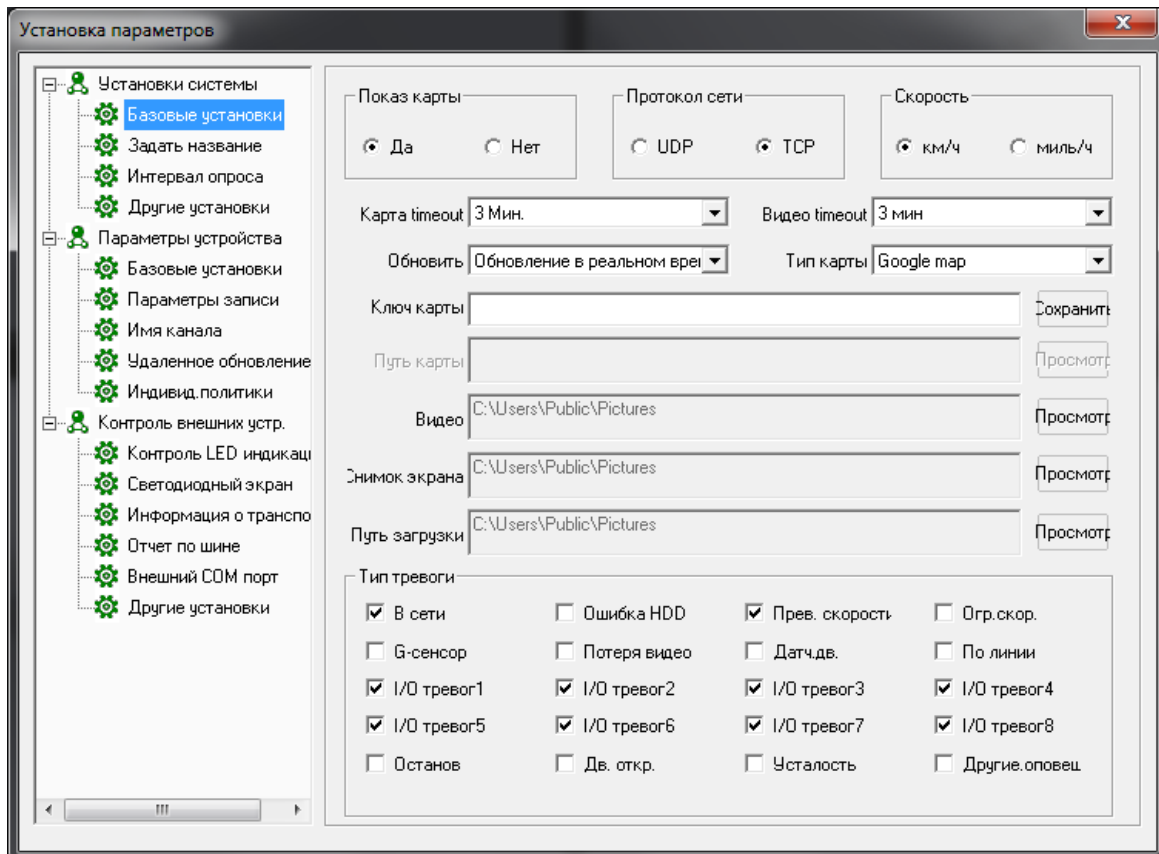 Установка параметров
Установки системы
Базовые установки
Задать название
Интервал опроса
Другие установки
Параметры устройства
Базовые установки
Параметры записи
Имя канала
Удаленное обновление
Индивид.политики
Контроль внешних устр.
Контроль LED индикаци
Светодиодный экран
Информация о транспо
Отчет по шине
Внешний COM порт
Другие установки
Показ карты
Да Нет
Протокол сети
UDP TCP
Скорость
км/ч миль/ч
Карта timeout 3 Мин. Видео timeout 3 мин
Обновить Обновление в реальном врег Тип карты Google map
Ключ карты Сохранить
Путь карты Просмотр
Видео C:\Users\Public\Pictures Просмотр
Снимок экрана C:\Users\Public\Pictures Просмотр
Путь загрузки C:\Users\Public\Pictures Просмотр
Тип тревоги
В сети Ошибка HDD Прев. скорости Огр.скор.
G-сенсор Потеря видео Датч.дв. По линии
I/O тревог1 I/O тревог2 I/O тревог3 I/O тревог4
I/O тревог5 I/O тревог6 I/O тревог7 I/O тревог8
Останов Дв. откр. Усталость Другие.оповещ